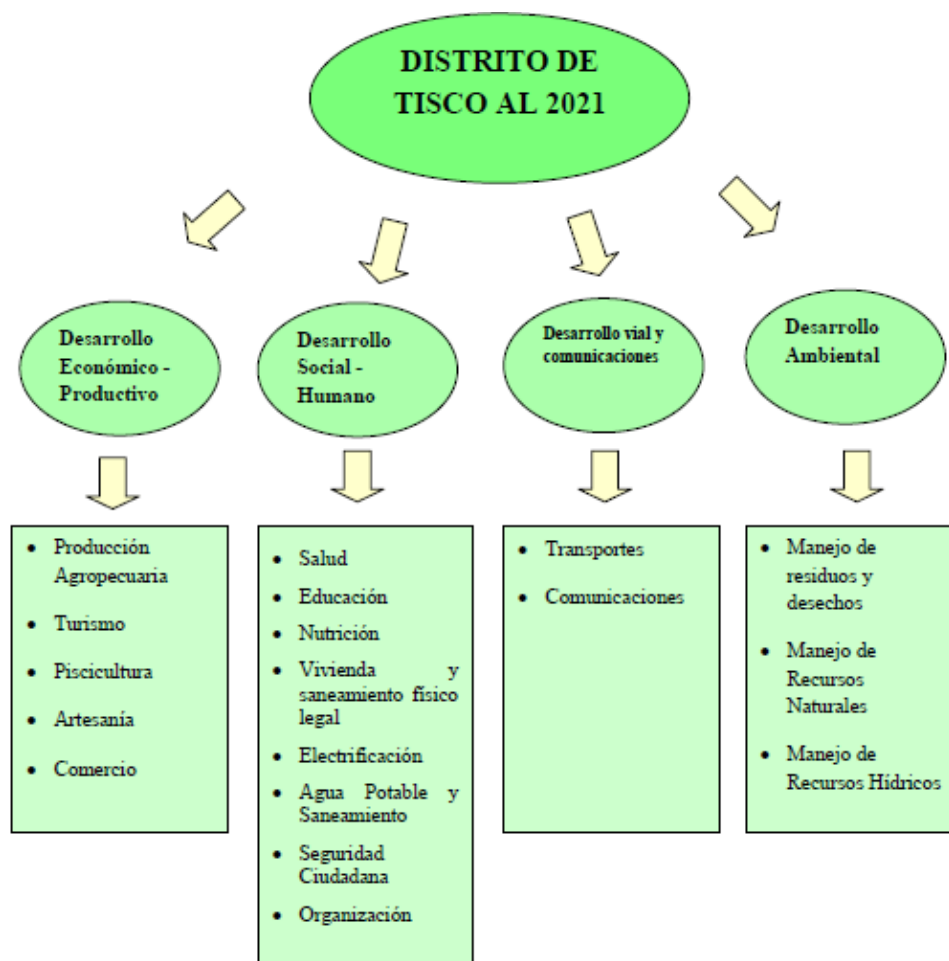 DISTRITO DE
TISCO AL 2021
Desarrollo
Económico -
Productivo
Desarrollo
Social -
Humano
Desarrollo vial y
comunicaciones
Desarrollo
Ambiental
• Producción
Agropecuaria
• Turismo
• Piscicultura
• Artesanía
• Comercio
• Salud
• Educación
• Nutrición
• Vivienda y
saneamiento físico
legal
• Electrificación
• Agua Potable y
Saneamiento
• Seguridad
Ciudadana
• Organización
• Transportes
• Comunicaciones
• Manejo de
residuos y
desechos
• Manejo de
Recursos
Naturales
• Manejo de
Recursos Hídricos